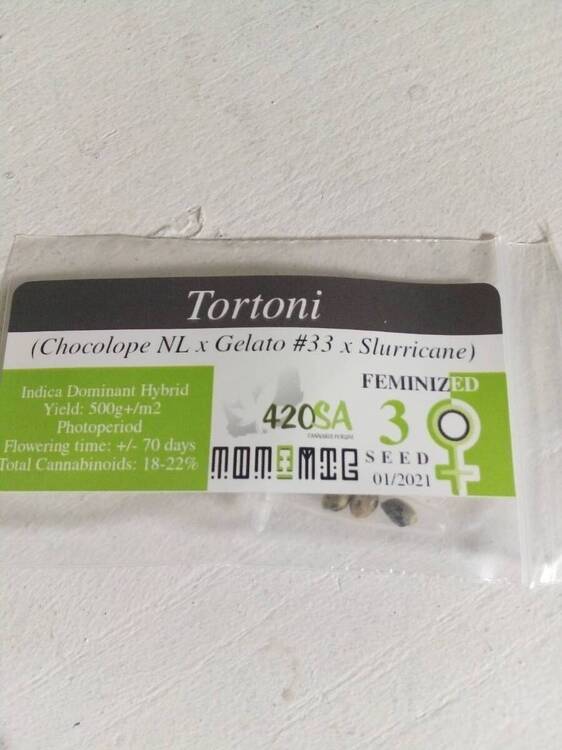 Tortoni
(Chocolope NL x Gelato #33 x Slurricane)
Indica Dominant Hybrid
Yield: 500g+/m2
Photoperiod
Flowering time: +/- 70 days
Total Cannabinoids: 18-22%
420SA
FEMINIZED
3
SEED
01/2021